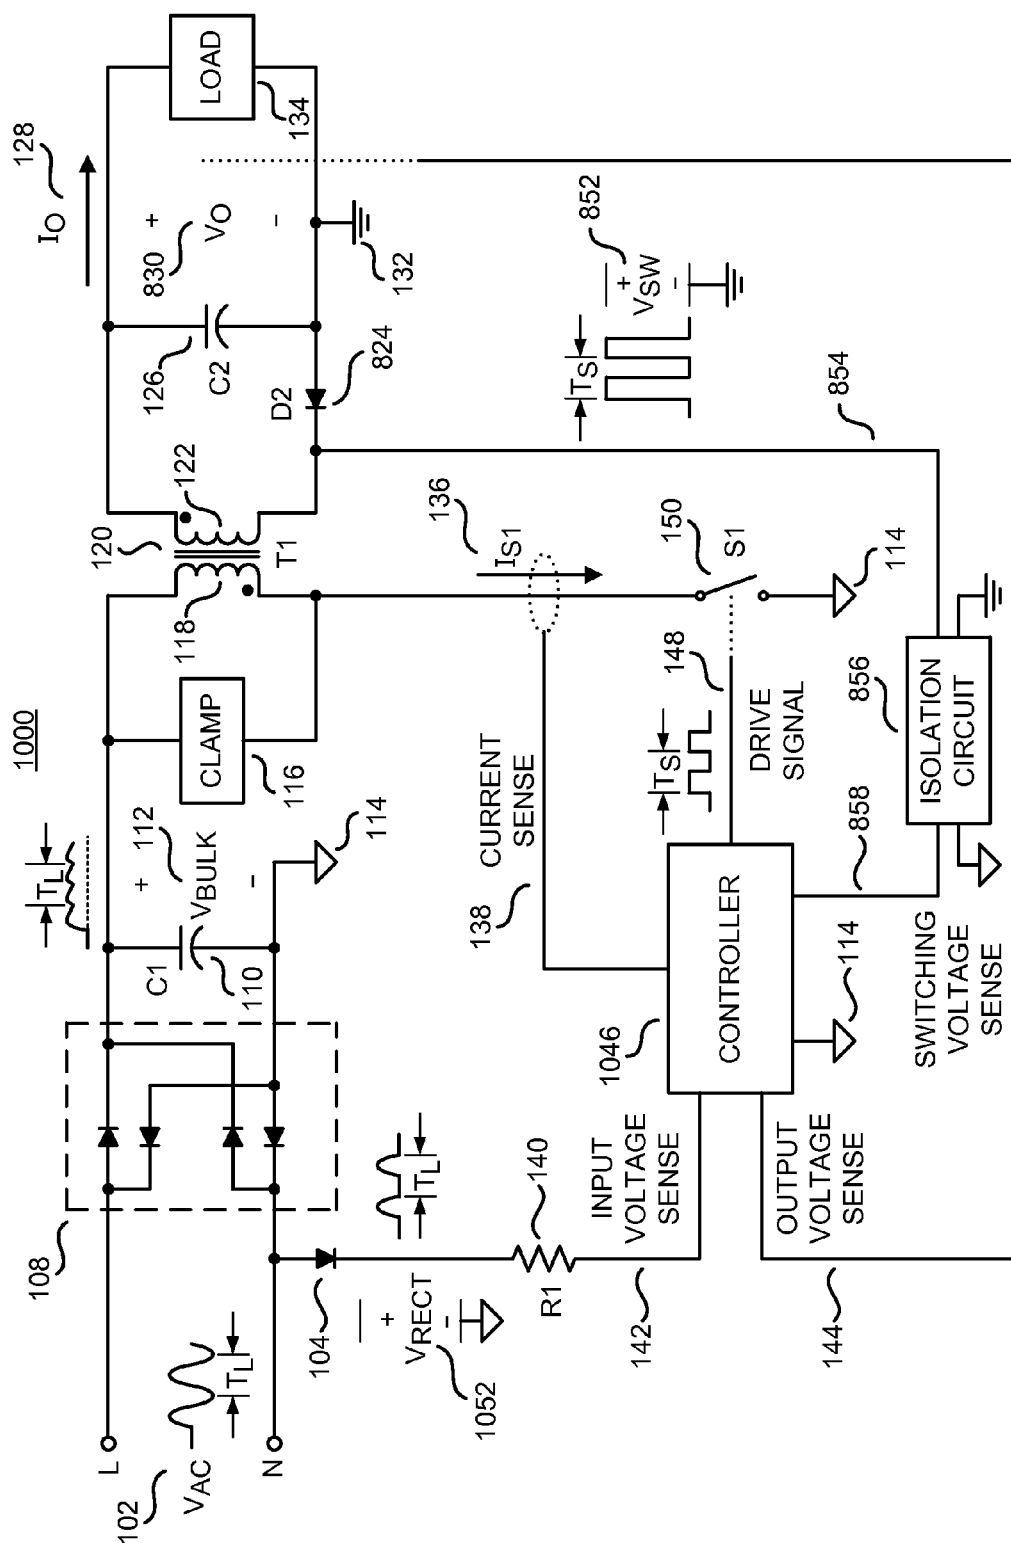 1000
120
T1
118
122
L
N
102
VAC
TL
108
C1
110
+
VBULK
-
112
TL
114
CLAMP
116
D2
824
C2
126
830
+
VO
-
IO
128
132
LOAD
134
104
+
VRECT
-
1052
TL
140
R1
142
INPUT
VOLTAGE
SENSE
144
OUTPUT
VOLTAGE
SENSE
CONTROLLER
1046
114
138
CURRENT
SENSE
136
IS1
TS
148
DRIVE
SIGNAL
150
S1
114
TS
+
VSW
-
852
854
856
ISOLATION
CIRCUIT
858
SWITCHING
VOLTAGE
SENSE